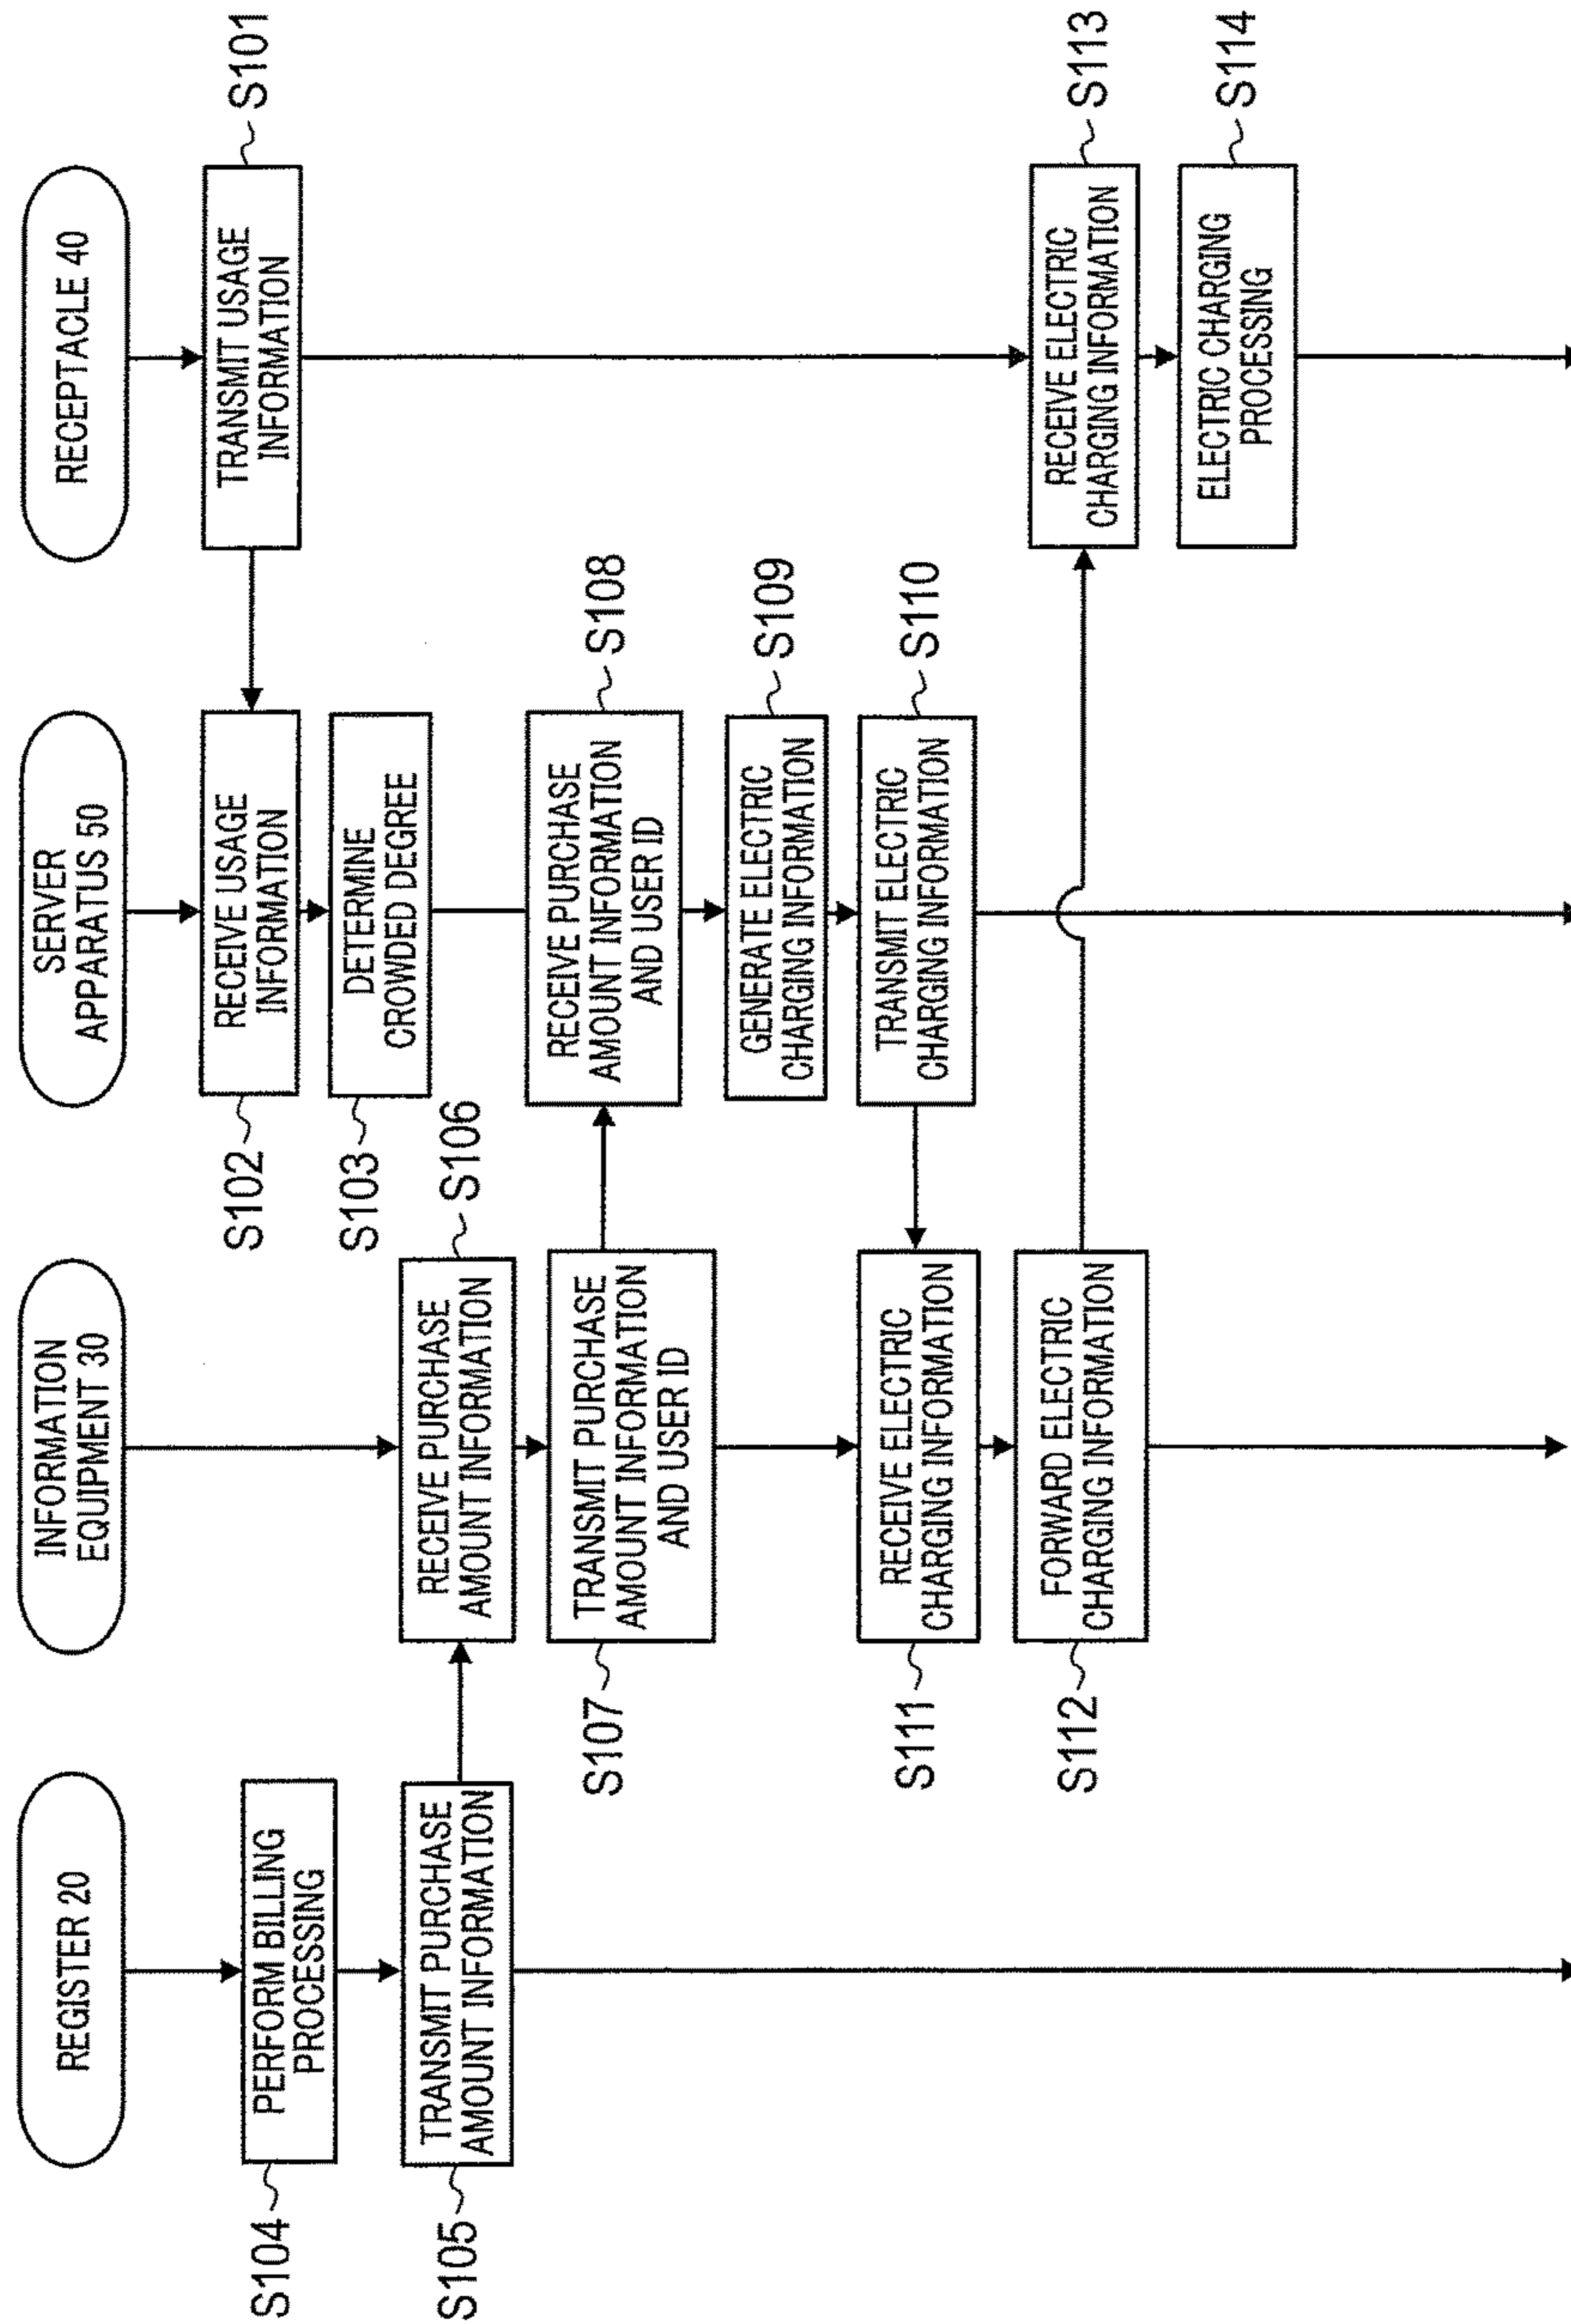 REGISTER 20
INFORMATION
EQUIPMENT 30
SERVER
APPARATUS 50
RECEPTACLE 40
TRANSMIT USAGE
INFORMATION
S101
RECEIVE USAGE
INFORMATION
S102
DETERMINE
CROWDED DEGREE
S103
PERFORM BILLING
PROCESSING
S104
TRANSMIT PURCHASE
AMOUNT INFORMATION
S105
RECEIVE PURCHASE
AMOUNT INFORMATION
S106
TRANSMIT PURCHASE
AMOUNT INFORMATION
AND USER ID
S107
RECEIVE PURCHASE
AMOUNT INFORMATION
AND USER ID
S108
GENERATE ELECTRIC
CHARGING INFORMATION
S109
TRANSMIT ELECTRIC
CHARGING INFORMATION
S110
RECEIVE ELECTRIC
CHARGING INFORMATION
S111
FORWARD ELECTRIC
CHARGING INFORMATION
S112
RECEIVE ELECTRIC
CHARGING INFORMATION
S113
ELECTRIC CHARGING
PROCESSING
S114